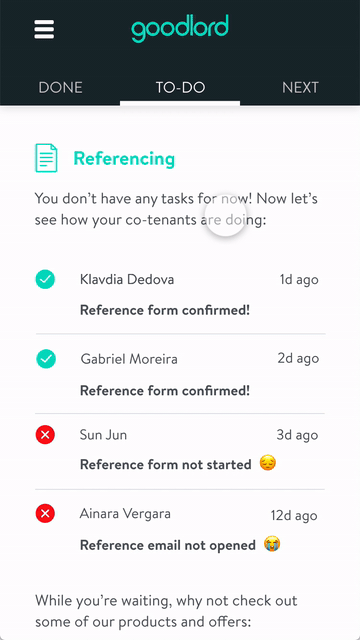 goodlord
DONE TO-DO NEXT
Referencing
You don't have any tasks for now! Now let's
see how your co-tenants are doing:
Klavdia Dedova 1d ago
Reference form confirmed!
Gabriel Moreira 2d ago
Reference form confirmed!
Sun Jun 3d ago
Reference form not started 😔
Ainara Vergara 12d ago
Reference email not opened 😭
While you're waiting, why not check out
some of our products and offers: